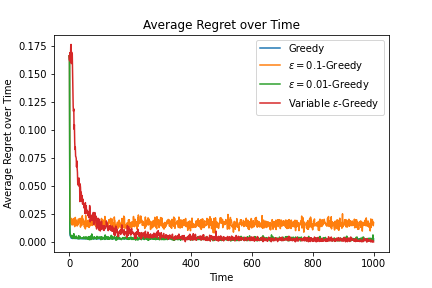 Average Regret over Time
Average Regret over Time
0.175
0.150
0.125
0.100
0.075
0.050
0.025
0.000
Greedy
ε = 0.1-Greedy
ε = 0.01-Greedy
Variable ε-Greedy
0 200 400 600 800 1000
Time